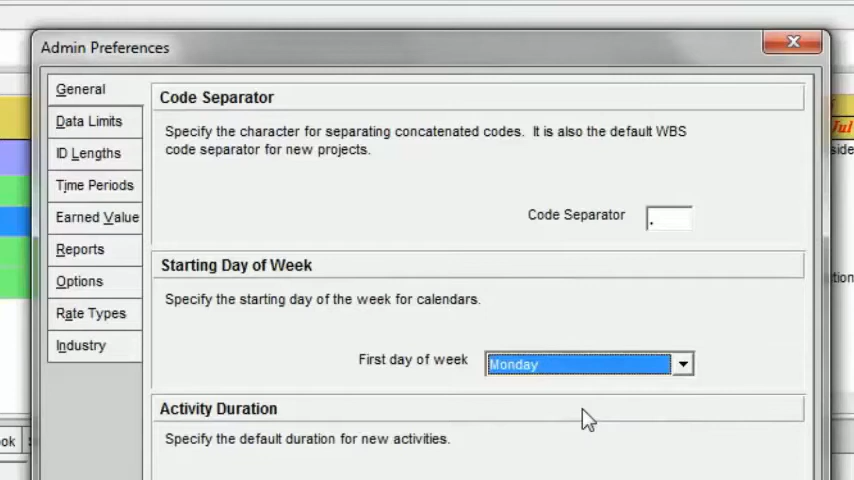 Admin Preferences
General
Data Limits
ID Lengths
Time Periods
Earned Value
Reports
Options
Rate Types
Industry
Code Separator
Specify the character for separating concatenated codes. It is also the default WBS
code separator for new projects.
Code Separator .
Starting Day of Week
Specify the starting day of the week for calendars.
First day of week Monday
Activity Duration
Specify the default duration for new activities.
Jul